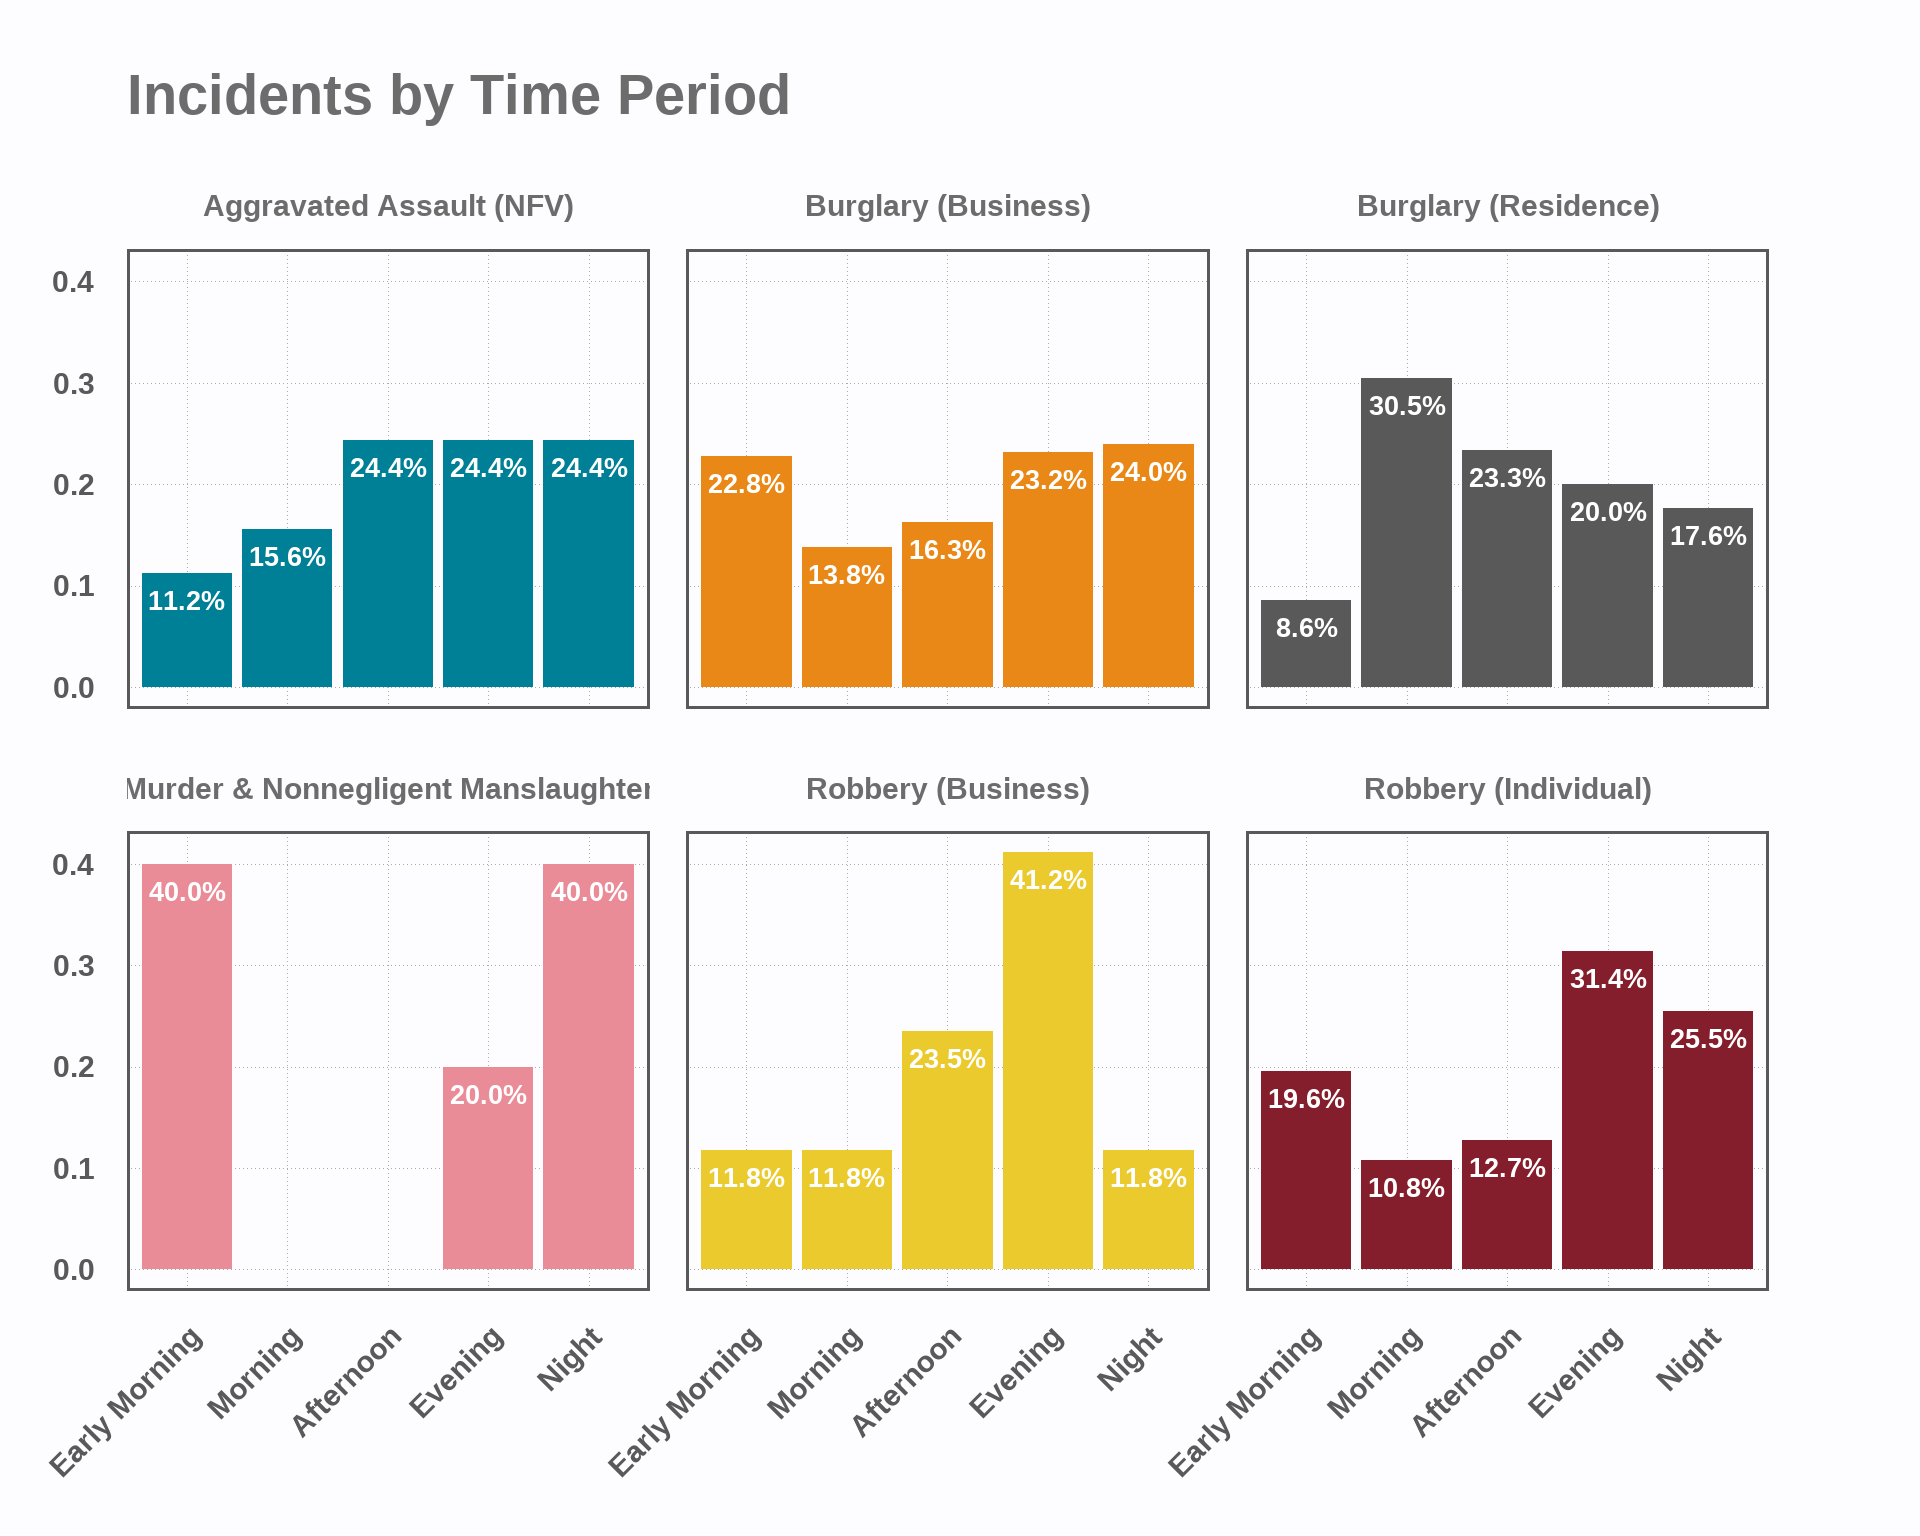 Incidents by Time Period
Aggravated Assault (NFV)
Burglary (Business)
Burglary (Residence)
0.4
0.3
0.2
0.1
0.0
11.2%
15.6%
24.4%
24.4%
24.4%
22.8%
13.8%
16.3%
23.2%
24.0%
8.6%
30.5%
23.3%
20.0%
17.6%
Murder & Nonnegligent Manslaughter
Robbery (Business)
Robbery (Individual)
0.4
0.3
0.2
0.1
0.0
40.0%
20.0%
40.0%
11.8%
11.8%
23.5%
41.2%
11.8%
19.6%
10.8%
12.7%
31.4%
25.5%
Early Morning
Morning
Afternoon
Evening
Night
Early Morning
Morning
Afternoon
Evening
Night
Early Morning
Morning
Afternoon
Evening
Night